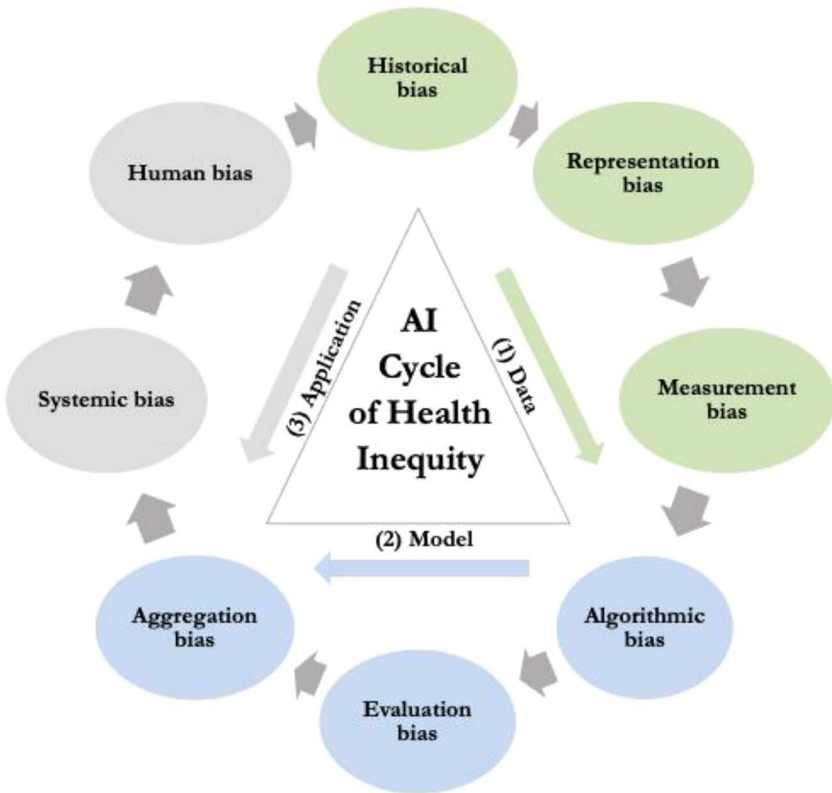 Historical
bias
Human bias
Representation
bias
AI
Cycle
of Health
Inequity
(3) Application
(1) Data
Systemic bias
Measurement
bias
(2) Model
Aggregation
bias
Algorithmic
bias
Evaluation
bias